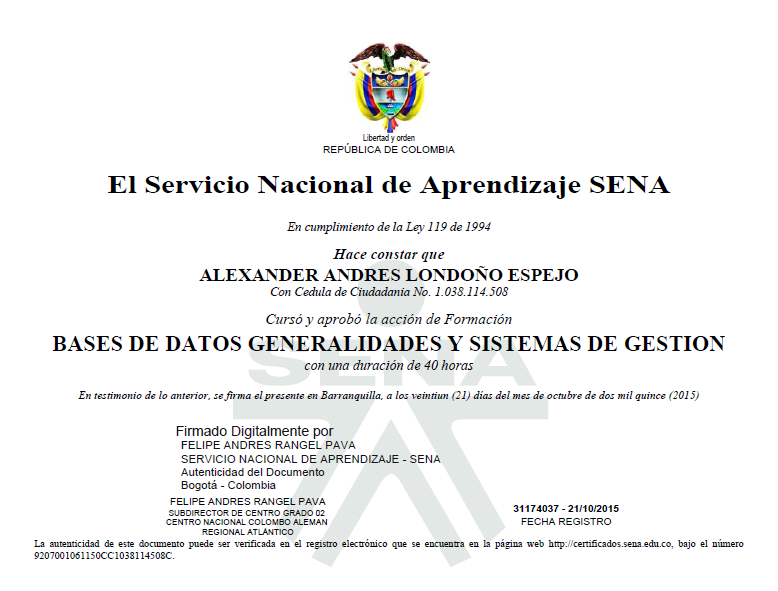 Libertad y orden
REPÚBLICA DE COLOMBIA
El Servicio Nacional de Aprendizaje SENA
En cumplimiento de la Ley 119 de 1994
Hace constar que
ALEXANDER ANDRES LONDOÑO ESPEJO
Con Cedula de Ciudadania No. 1.038.114.508
Cursó y aprobó la acción de Formación
BASES DE DATOS GENERALIDADES Y SISTEMAS DE GESTION
SENA
con una duración de 40 horas
En testimonio de lo anterior, se firma el presente en Barranquilla, a los veintiun (21) días del mes de octubre de dos mil quince (2015)
Firmado Digitalmente por
FELIPE ANDRES RANGEL PAVA
SERVICIO NACIONAL DE APRENDIZAJE - SENA
Autenticidad del Documento
Bogotá - Colombia
FELIPE ANDRES RANGEL PAVA
SUBDIRECTOR DE CENTRO GRADO 02
CENTRO NACIONAL COLOMBO ALEMAN
REGIONAL ATLÁNTICO
31174037 - 21/10/2015
FECHA REGISTRO
La autenticidad de este documento puede ser verificada en el registro electrónico que se encuentra en la página web http://certificados.sena.edu.co, bajo el número
9207001061150CC1038114508C.